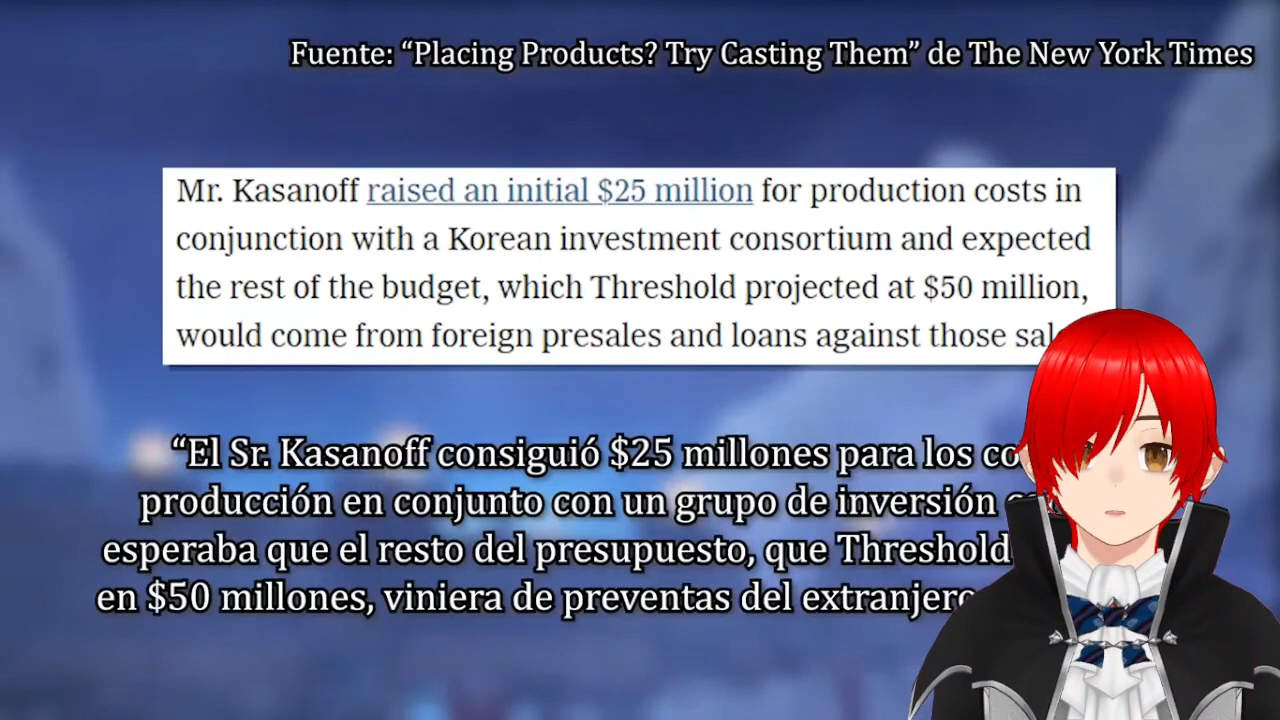 Fuente: “Placing Products? Try Casting Them” de The New York Times
Mr. Kasanoff raised an initial $25 million for production costs in
conjunction with a Korean investment consortium and expected
the rest of the budget, which Threshold projected at $50 million,
would come from foreign presales and loans against those
“El Sr. Kasanoff consiguió $25 millones para los
producción en conjunto con un grupo de inversión
esperaba que el resto del presupuesto, que Threshold
en $50 millones, viniera de preventas del extranjero